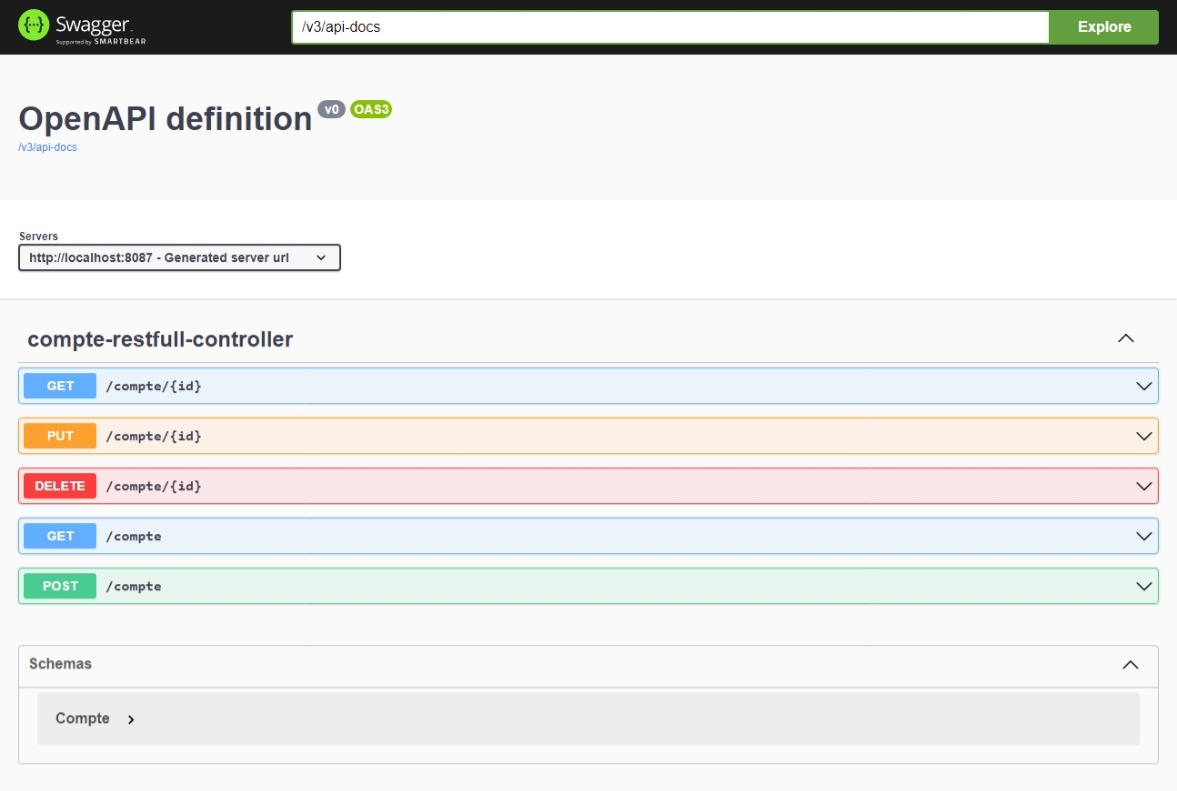 Swagger
Supported by SMARTBEAR
/v3/api-docs
Explore
OpenAPI definition v0 OAS3
/v3/api-docs
Servers
http://localhost:8087 - Generated server url
compte-restfull-controller
GET /compte/{id}
PUT /compte/{id}
DELETE /compte/{id}
GET /compte
POST /compte
Schemas
Compte